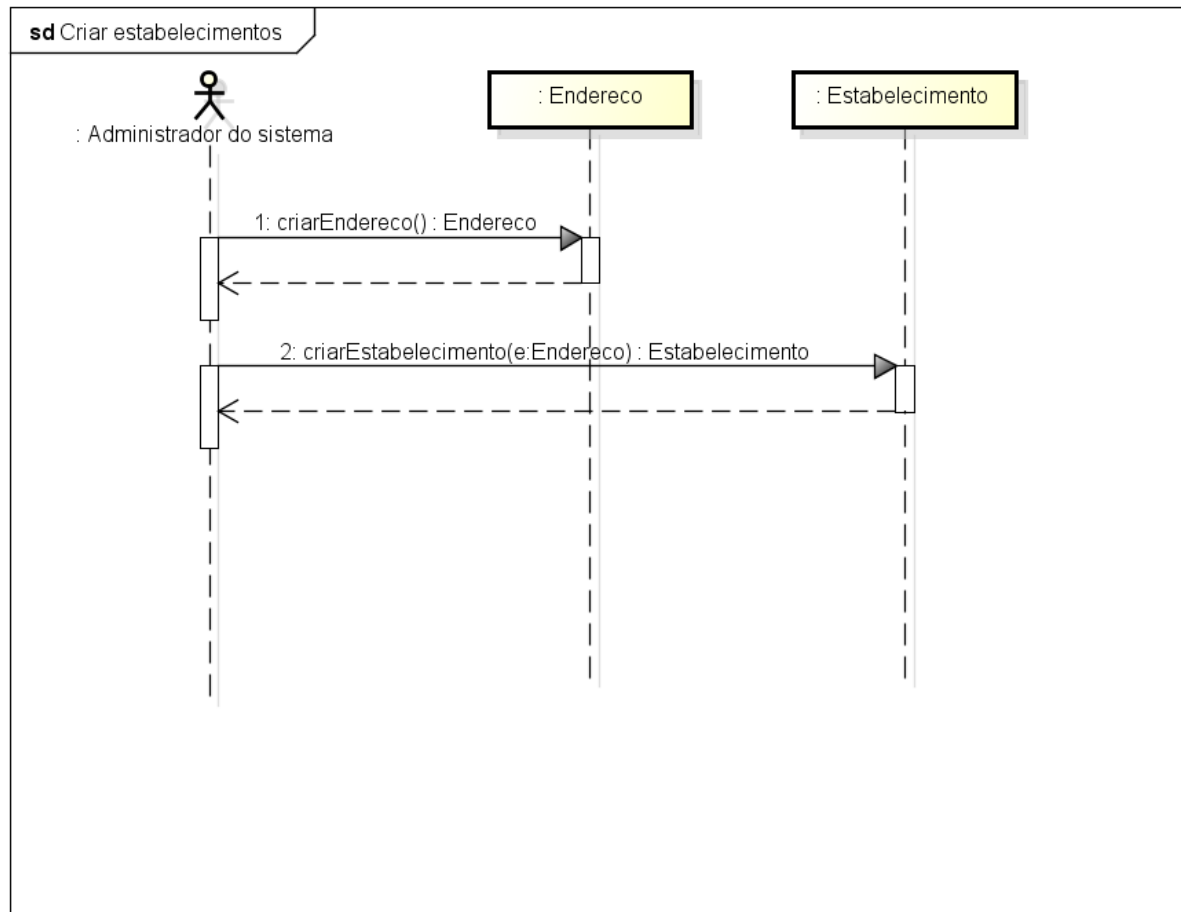 sd Criar estabelecimentos
: Administrador do sistema
: Endereco
: Estabelecimento
1: criarEndereco() : Endereco
2: criarEstabelecimento(e:Endereco) : Estabelecimento